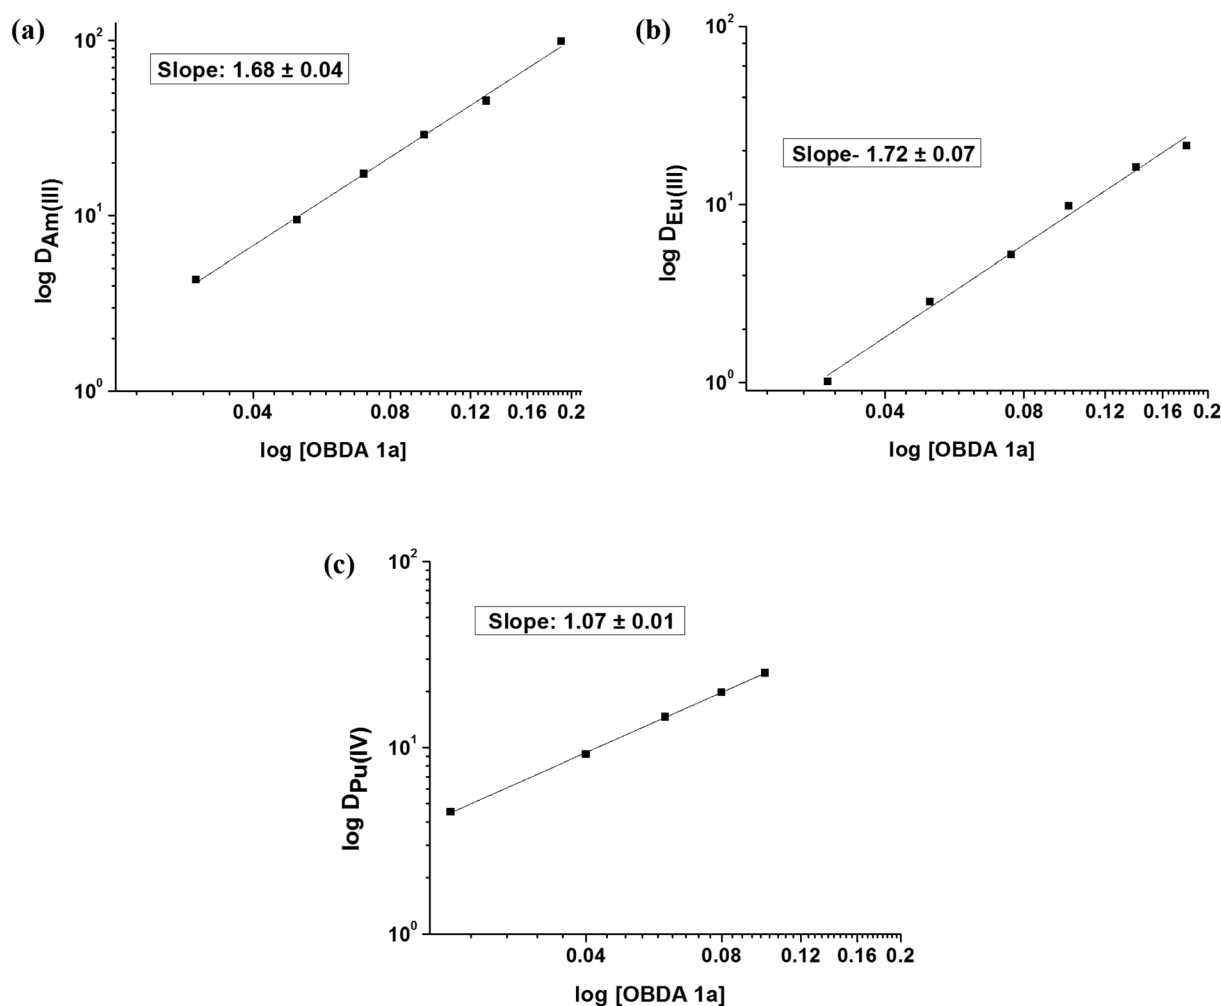 (a)
10²
Slope: 1.68 ± 0.04
10¹
10⁰
log D_Am(III)
0.04 0.08 0.12 0.16 0.2
log [OBDA 1a]
(b)
10²
Slope- 1.72 ± 0.07
10¹
10⁰
log D_Eu(III)
0.04 0.08 0.12 0.16 0.2
log [OBDA 1a]
(c)
10²
Slope: 1.07 ± 0.01
10¹
10⁰
log D_Pu(IV)
0.04 0.08 0.12 0.16 0.2
log [OBDA 1a]